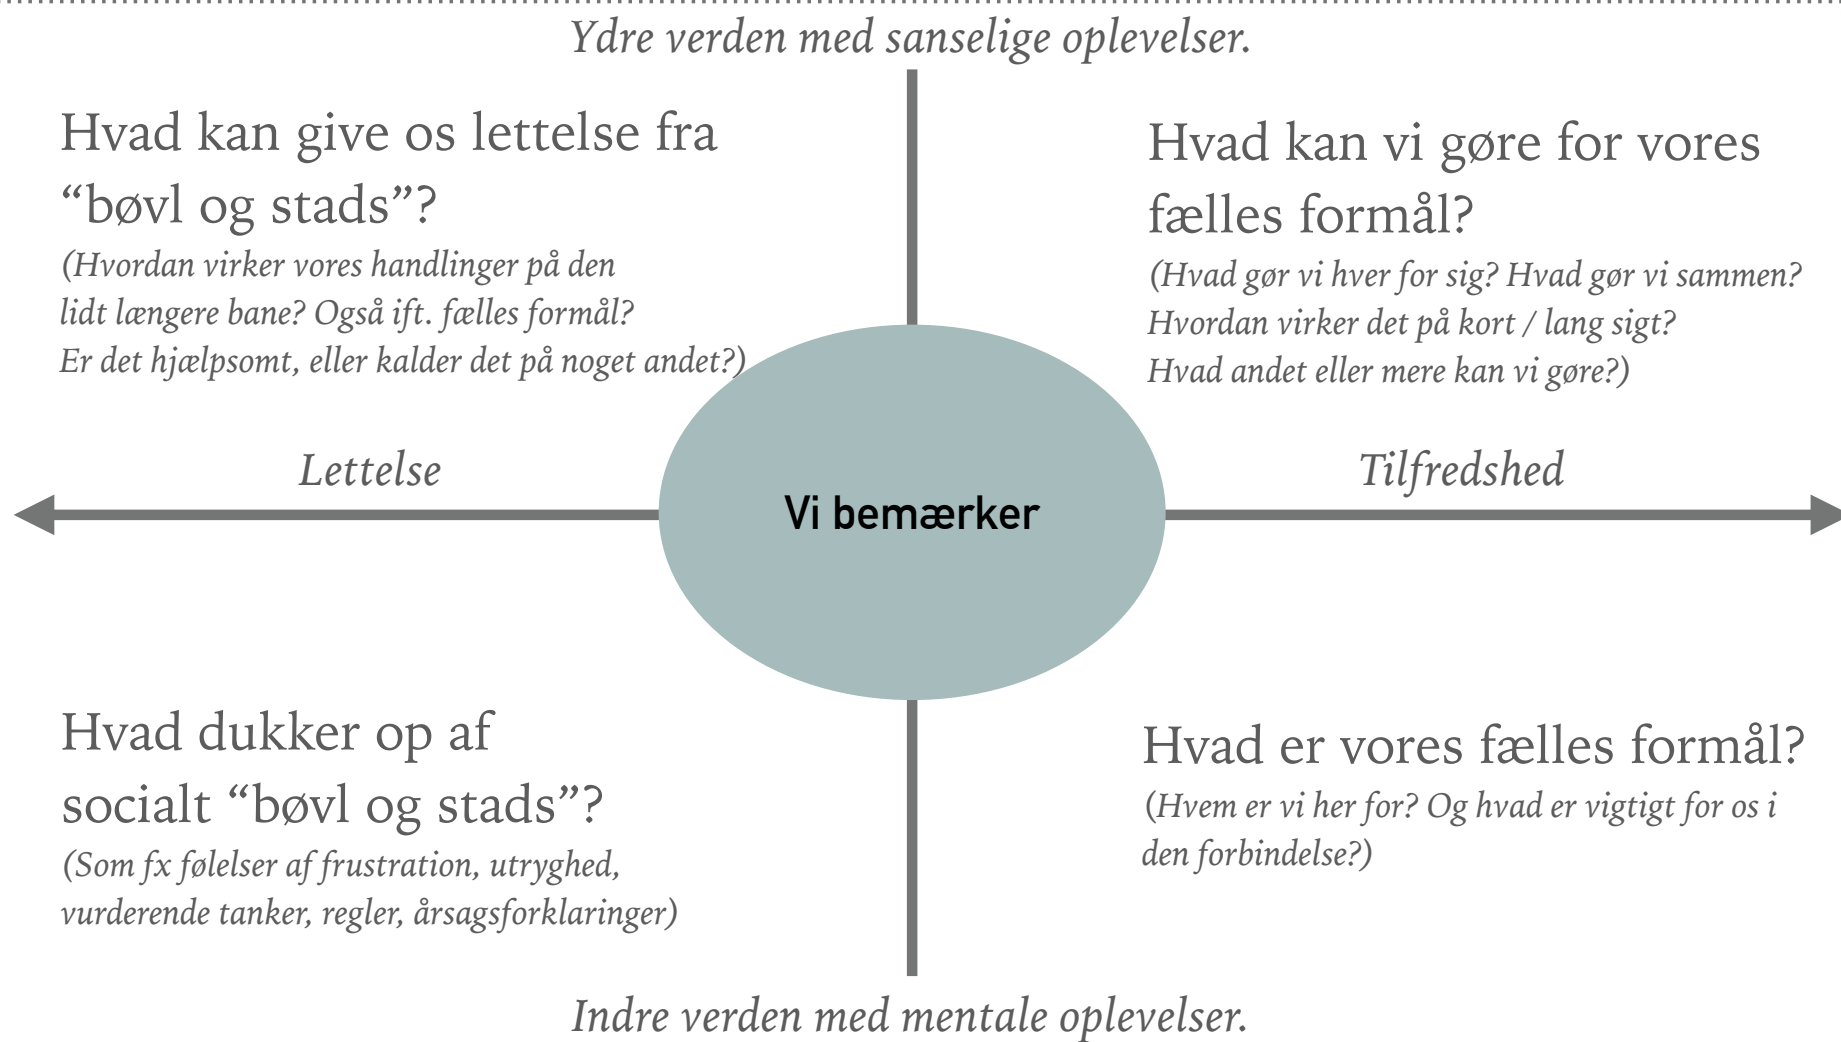 Ydre verden med sanselige oplevelser.
Hvad kan give os lettelse fra
“bøvl og stads”?
(Hvordan virker vores handlinger på den
lidt længere bane? Også ift. fælles formål?
Er det hjælpsomt, eller kalder det på noget andet?)
Hvad kan vi gøre for vores
fælles formål?
(Hvad gør vi hver for sig? Hvad gør vi sammen?
Hvordan virker det på kort / lang sigt?
Hvad andet eller mere kan vi gøre?)
Lettelse
Tilfredshed
Vi bemærker
Hvad dukker op af
socialt “bøvl og stads”?
(Som fx følelser af frustration, utryghed,
vurderende tanker, regler, årsagsforklaringer)
Hvad er vores fælles formål?
(Hvem er vi her for? Og hvad er vigtigt for os i
den forbindelse?)
Indre verden med mentale oplevelser.